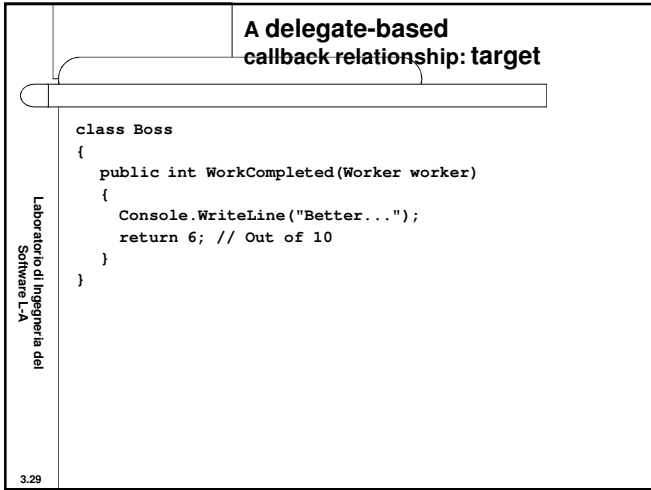 A delegate-based
callback relationship: target
class Boss
{
public int WorkCompleted(Worker worker)
{
Console.WriteLine("Better...");
return 6; // Out of 10
}
}
Laboratorio di Ingegneria del
Software L-A
3.29